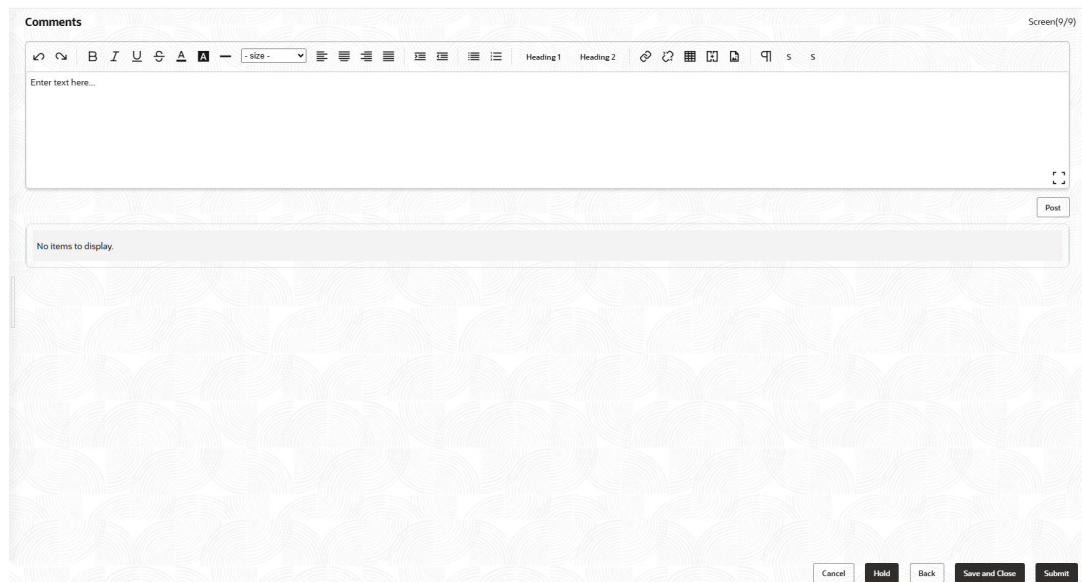 Comments
Screen(9/9)
B I U S A A - size - Heading 1 Heading 2 ¶ S S
Enter text here...
Post
No items to display.
Cancel Hold Back Save and Close Submit